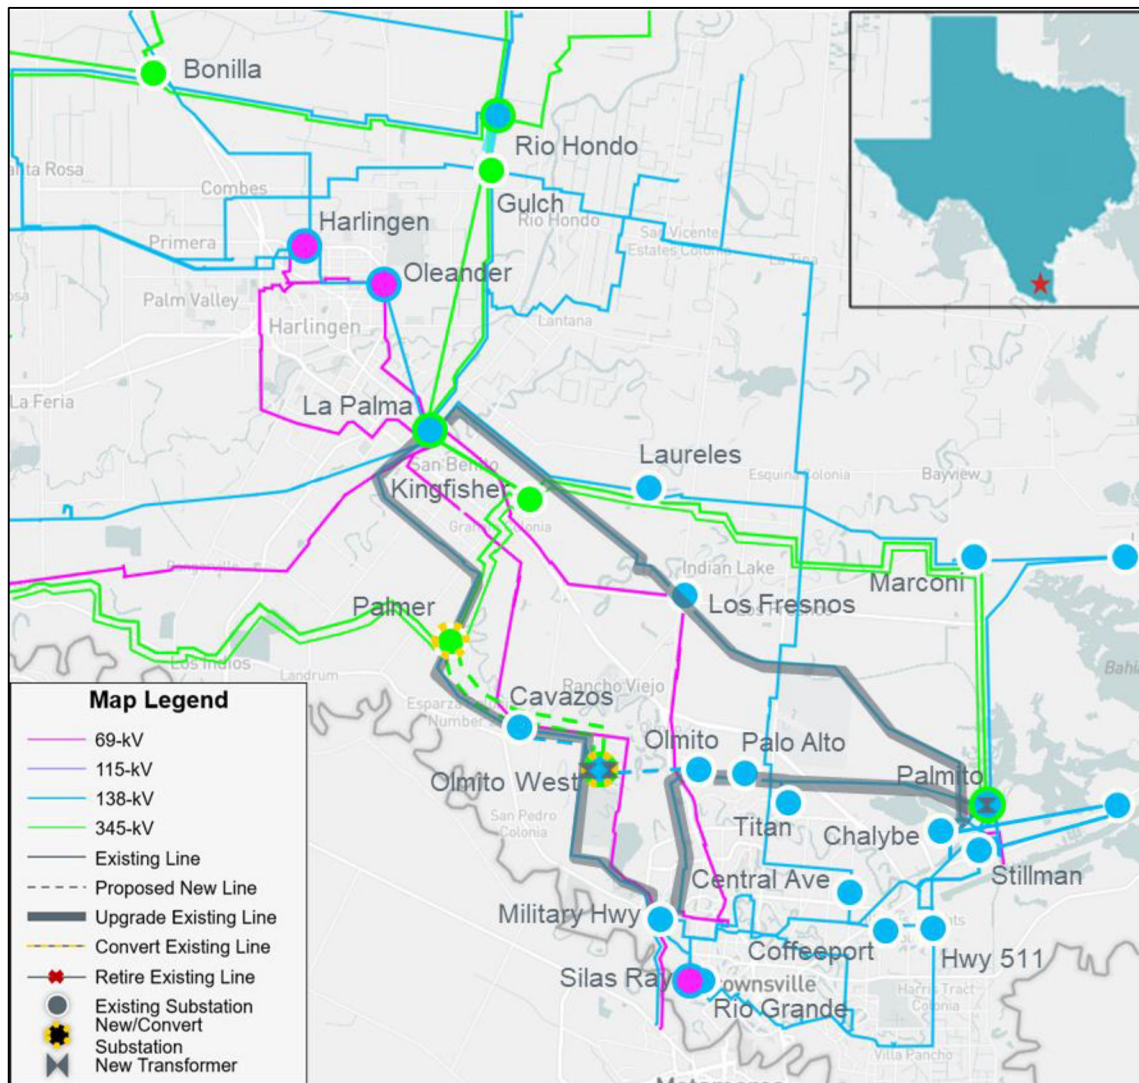 Bonilla
Rio Hondo
anta Rosa
Combes
Gulch
Rio Hondo
Harlingen
Primera
San Vicente
Estates Colonia
La Tina
Oleander
Palm Valley
Harlingen
Lantana
La Feria
La Palma
Laureles
Esquina Colonia
Bayview
San Benito
Kingfisher
Indian Lake
Marconi
Los Fresnos
Palmer
Los Indios
Landrum
Rancho Viejo
Cavazos
Olmito
Palo Alto
Palmito
Olmito West
San Pedro
Colonia
Titan
Chalybe
Stillman
Central Ave
Military Hwy
Coffeeport
Hwy 511
Silas Ray
ownsville
Rio Grande
Harris Tract
Colonia
Villa Pancho
Map Legend
69-kV
115-kV
138-kV
345-kV
Existing Line
Proposed New Line
Upgrade Existing Line
Convert Existing Line
Retire Existing Line
Existing Substation
New/Convert
Substation
New Transformer